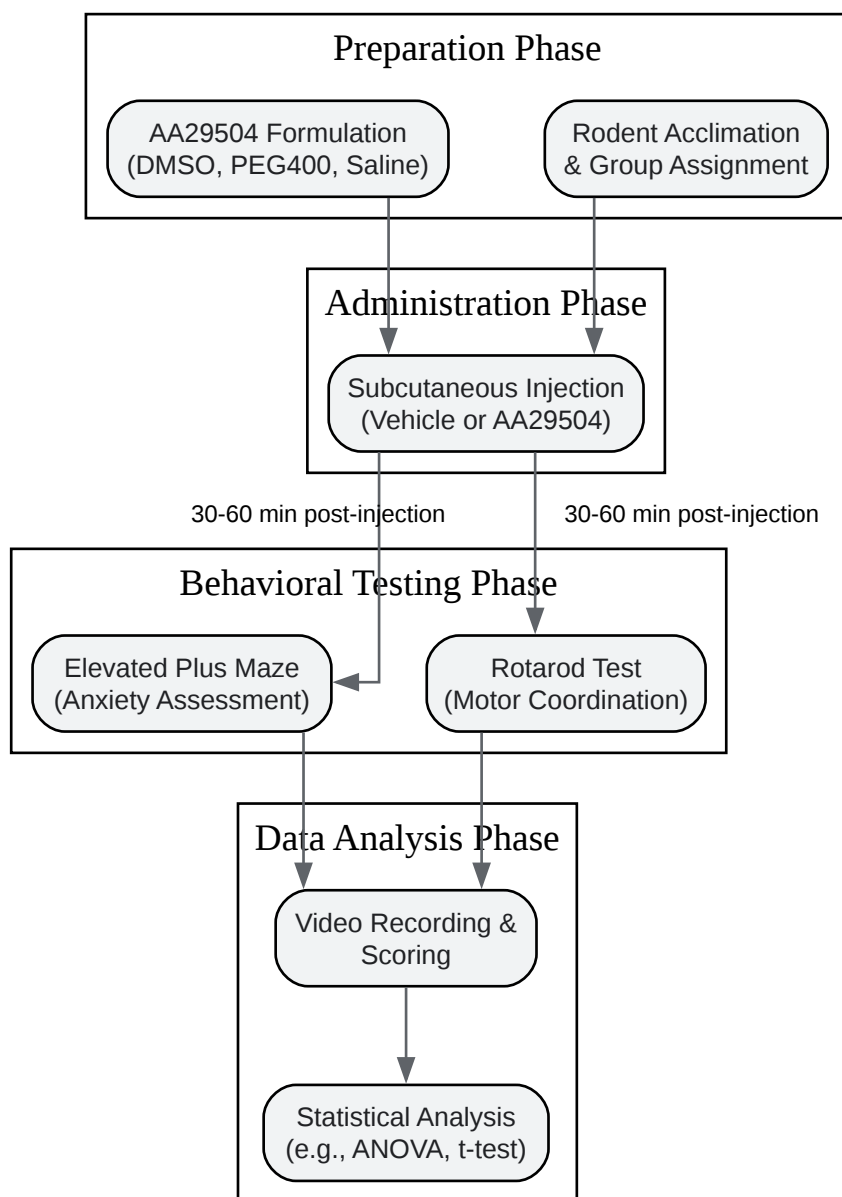 Preparation Phase
AA29504 Formulation
(DMSO, PEG400, Saline)
Rodent Acclimation
& Group Assignment
Administration Phase
Subcutaneous Injection
(Vehicle or AA29504)
30-60 min post-injection
30-60 min post-injection
Behavioral Testing Phase
Elevated Plus Maze
(Anxiety Assessment)
Rotarod Test
(Motor Coordination)
Data Analysis Phase
Video Recording &
Scoring
Statistical Analysis
(e.g., ANOVA, t-test)